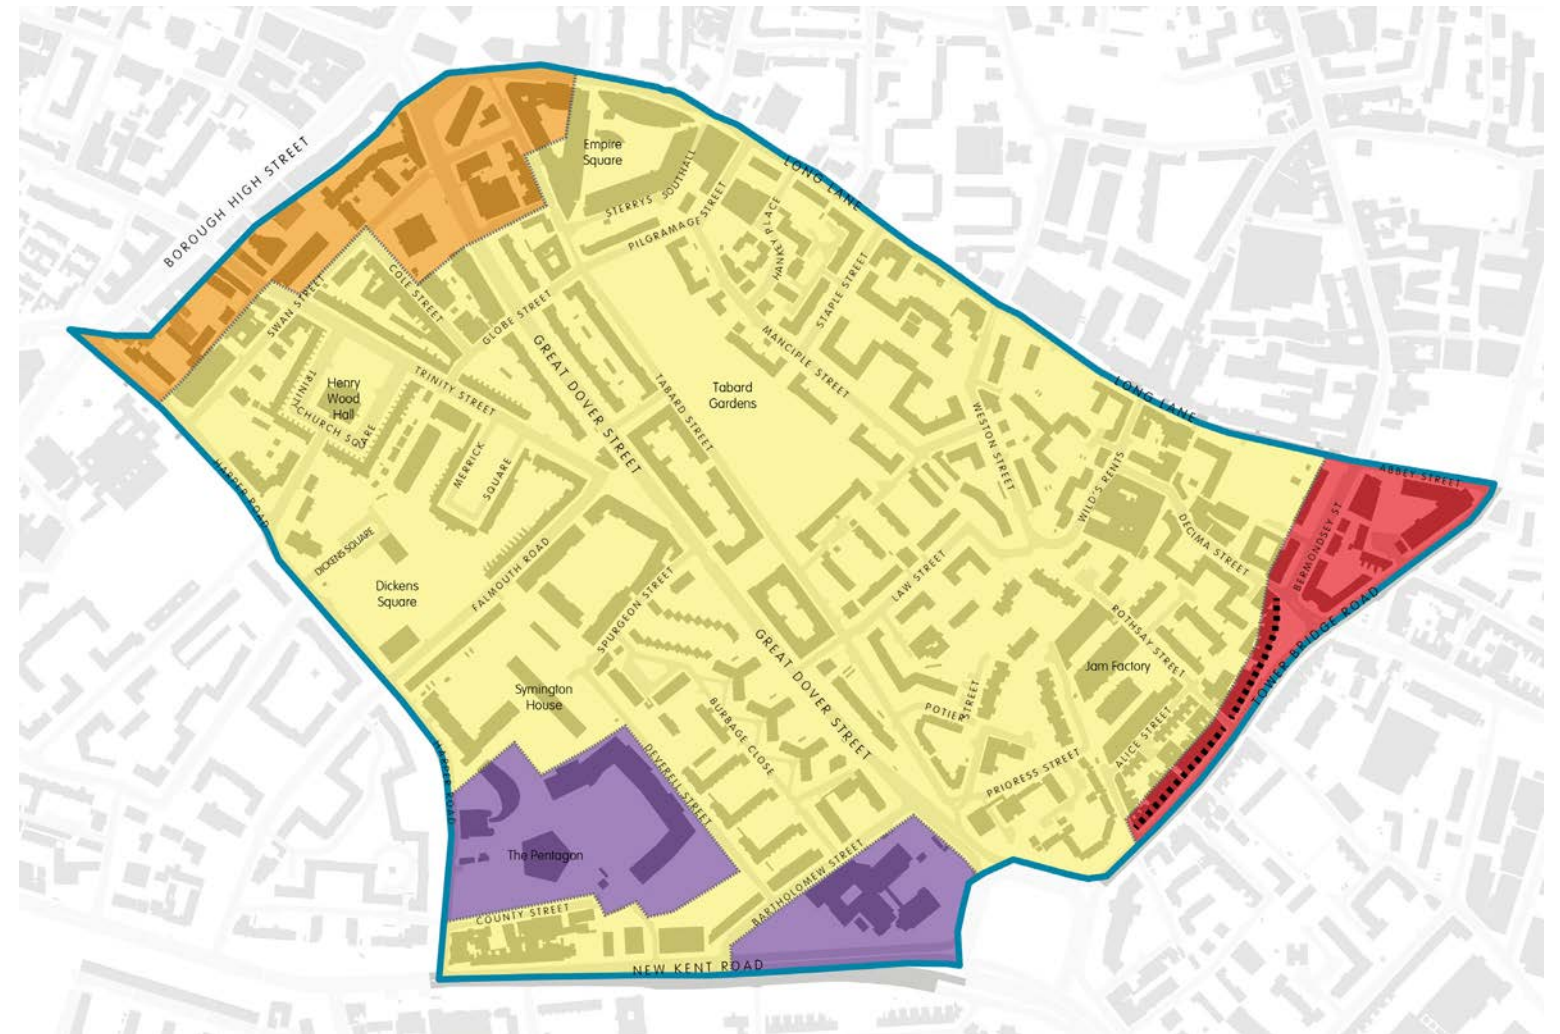 BOROUGH HIGH STREET
Empire
Square
LONG LANE
STERRYS
SOUTHALL
PILGRAMAGE STREET
HANKEY PLACE
STAPLE STREET
COLE STREET
SWAN STREET
GLOBE STREET
GREAT DOVER STREET
MANCIPLE STREET
TRINITY
CHURCH SQUARE
Henry
Wood
Hall
TRINITY STREET
TABARD STREET
Tabard
Gardens
LONG LANE
WESTON STREET
MERRICK
SQUARE
HARPER ROAD
WILD'S RENTS
ABBEY STREET
BERMONDSEY ST
DECIMA STREET
DICKENS SQUARE
Dickens
Square
FALMOUTH ROAD
SPURGEON STREET
LAW STREET
ROTHSAY STREET
TOWER BRIDGE ROAD
GREAT DOVER STREET
Jam Factory
Symington
House
BURBAGE CLOSE
POTIER
STREET
ALICE STREET
HARPER ROAD
DEVERELL STREET
PRIORESS STREET
The Pentagon
BARTHOLOMEW STREET
COUNTY STREET
NEW KENT ROAD